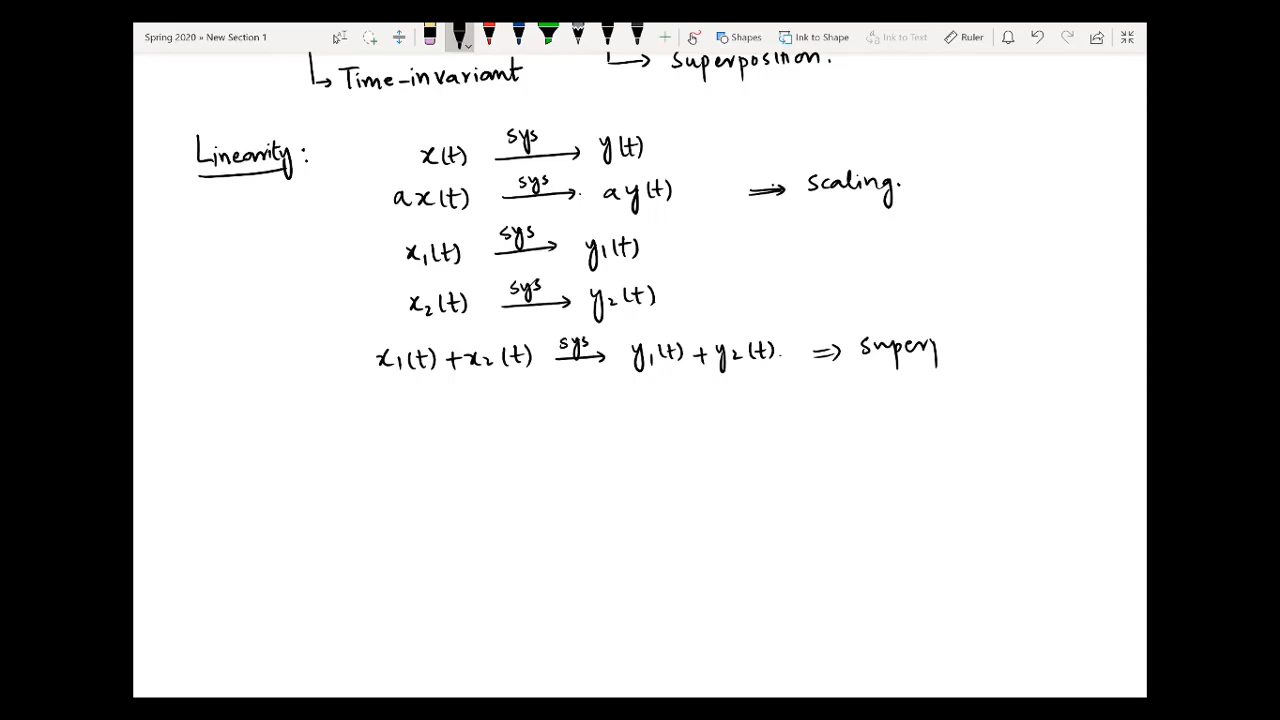 Spring 2020 » New Section 1 Shapes Ink to Shape Ink to Text Ruler
↳ Time-invariant ↳ superposition.
Linearity: x(t) sys→ y(t)
ax(t) sys→ ay(t) ⇒ scaling.
x₁(t) sys→ y₁(t)
x₂(t) sys→ y₂(t)
x₁(t) + x₂(t) sys→ y₁(t) + y₂(t). ⇒ super